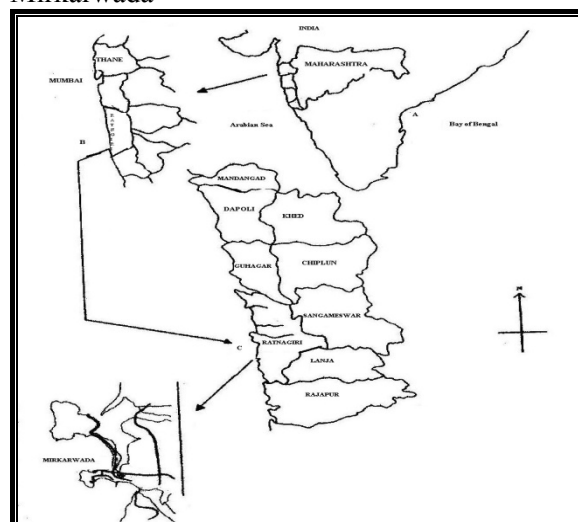 Mirkarwada
INDIA
THANE
MAHARASHTRA
MUMBAI
A
Arabian Sea
Bay of Bengal
B
MANDANGAD
DAPOLI
KHED
GUHAGAR
CHIPLUN
N
SANGAMESWAR
C
RATNAGIRI
LANJA
RAJAPUR
MIRKARWADA